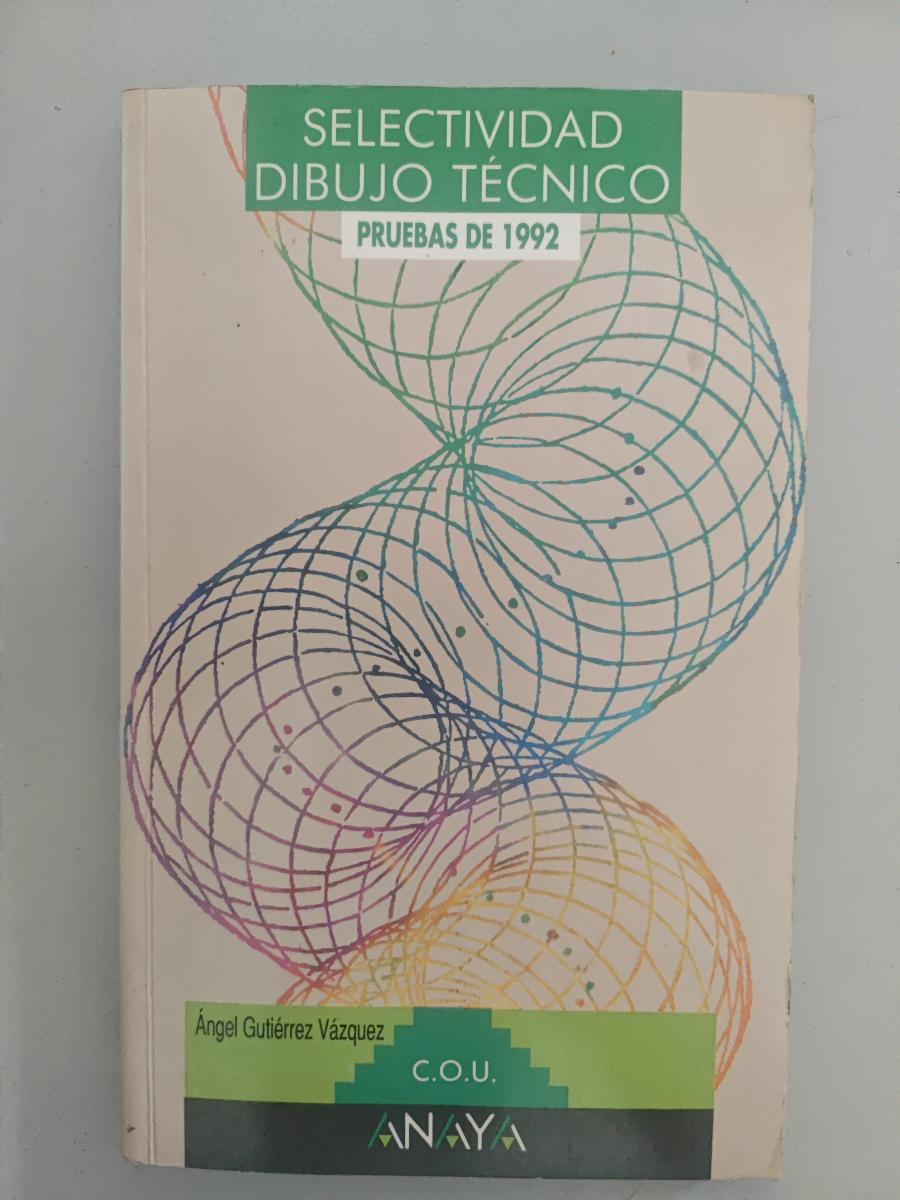 SELECTIVIDAD
DIBUJO TÉCNICO
PRUEBAS DE 1992
Ángel Gutiérrez Vázquez
C.O.U.
ANAYA